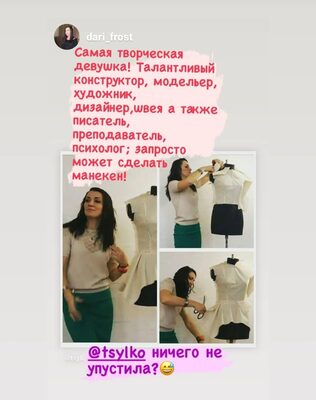 dari_frost
Самая творческая
девушка! Талантливый
конструктор, модельер,
художник,
дизайнер,швея а также
писатель,
преподаватель,
психолог; запросто
может сделать
манекен!
@tsylko ничего не
упустила?😅